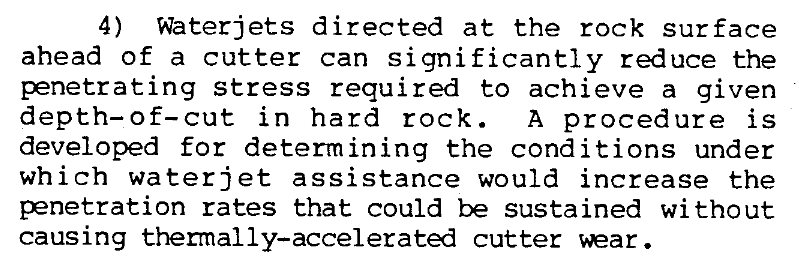 4) Waterjets directed at the rock surface
ahead of a cutter can significantly reduce the
penetrating stress required to achieve a given
depth-of-cut in hard rock. A procedure is
developed for determining the conditions under
which waterjet assistance would increase the
penetration rates that could be sustained without
causing thermally-accelerated cutter wear.